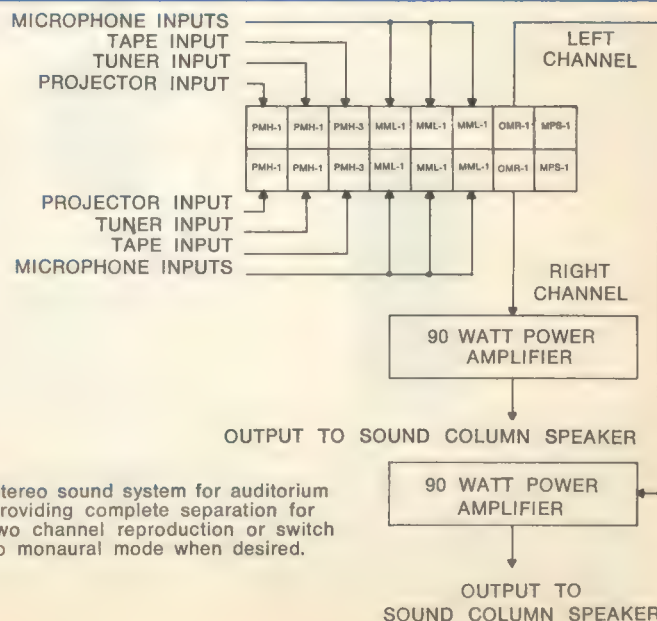 MICROPHONE INPUTS
TAPE INPUT
TUNER INPUT
PROJECTOR INPUT
LEFT
CHANNEL
PMH-1 PMH-1 PMH-3 MML-1 MML-1 MML-1 OMR-1 MPS-1
PMH-1 PMH-1 PMH-3 MML-1 MML-1 MML-1 OMR-1 MPS-1
PROJECTOR INPUT
TUNER INPUT
TAPE INPUT
MICROPHONE INPUTS
RIGHT
CHANNEL
90 WATT POWER
AMPLIFIER
OUTPUT TO SOUND COLUMN SPEAKER
tereo sound system for auditorium
roviding complete separation for
wo channel reproduction or switch
o monaural mode when desired.
90 WATT POWER
AMPLIFIER
OUTPUT TO
SOUND COLUMN SPEAKER